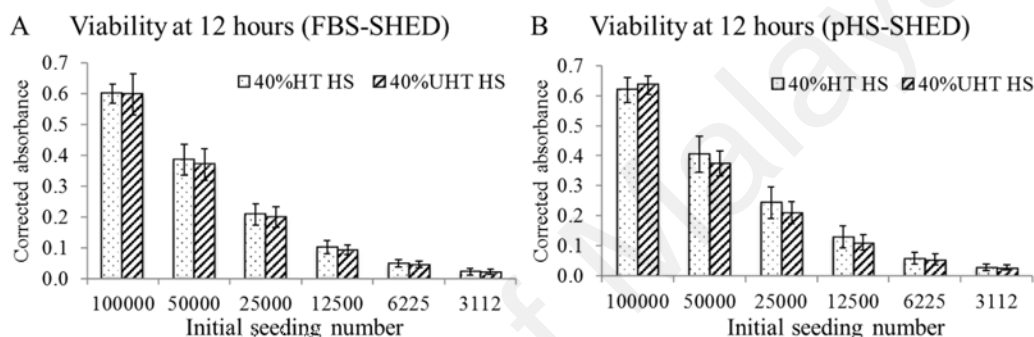 A Viability at 12 hours (FBS-SHED)
0.7
0.6
0.5
0.4
0.3
0.2
0.1
0.0
Corrected absorbance
40%HT HS 40%UHT HS
100000 50000 25000 12500 6225 3112
Initial seeding number
B Viability at 12 hours (pHS-SHED)
0.7
0.6
0.5
0.4
0.3
0.2
0.1
0.0
Corrected absorbance
40%HT HS 40%UHT HS
100000 50000 25000 12500 6225 3112
Initial seeding number
of Malaya